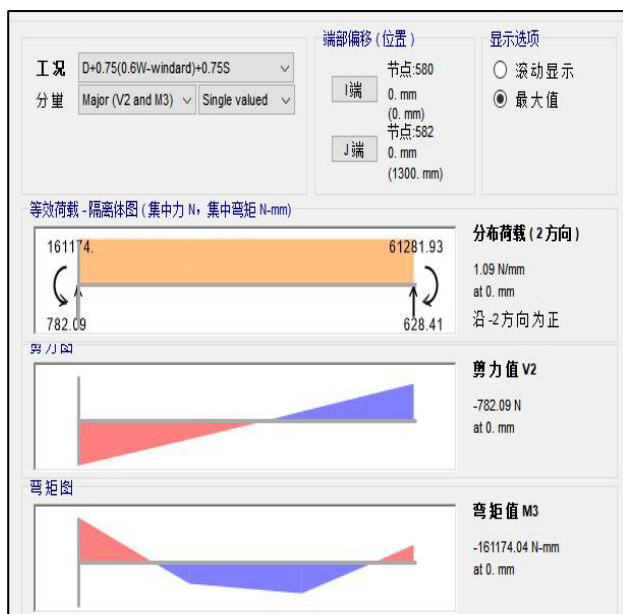 端部偏移 (位置)
显示选项
工况
D+0.75(0.6W-windard)+0.75S
分量
Major (V2 and M3)
Single valued
I端
节点:580
0. mm
(0. mm)
J端
节点:582
0. mm
(1300. mm)
滚动显示
最大值
等效荷载 - 隔离体图 (集中力 N，集中弯矩 N-mm)
161174.
61281.93
782.09
628.41
分布荷载 (2方向)
1.09 N/mm
at 0. mm
沿 -2方向为正
剪力图
剪力值 V2
-782.09 N
at 0. mm
弯矩图
弯矩值 M3
-161174.04 N-mm
at 0. mm